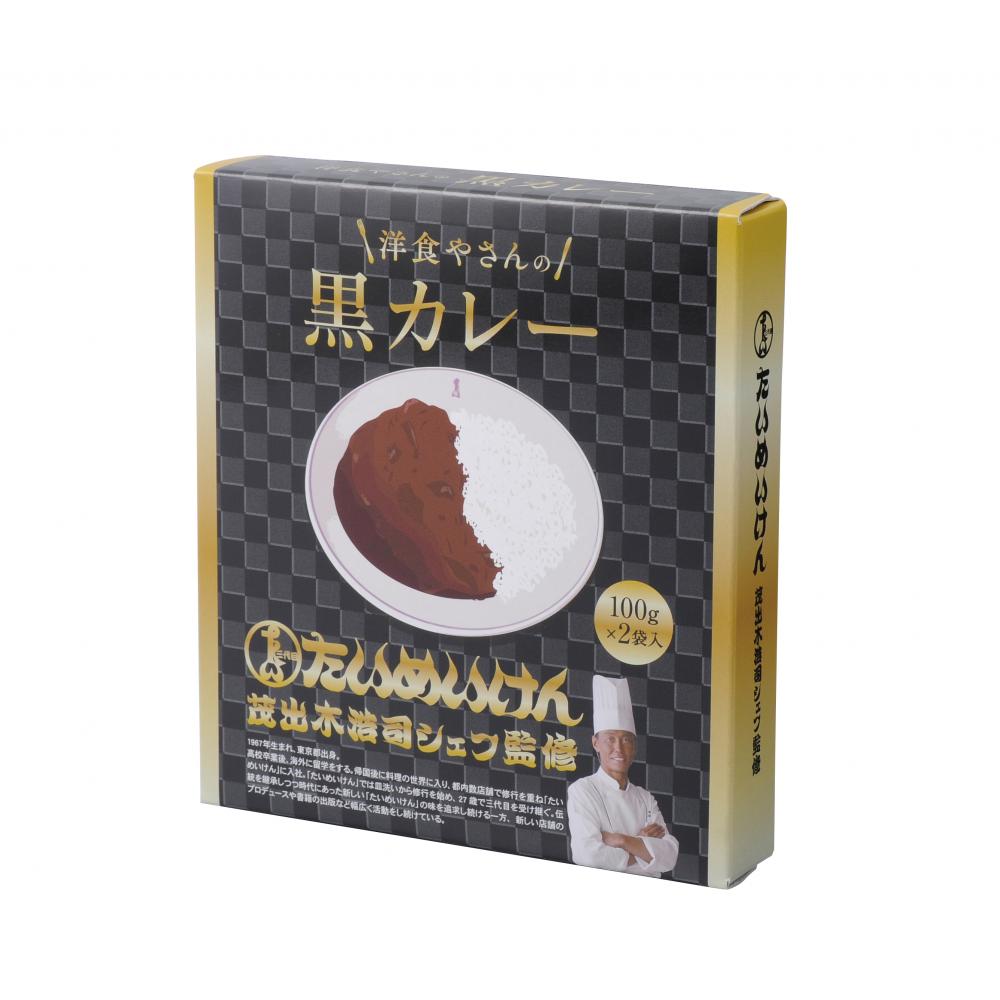 洋食やさんの
黒カレー
100g
×2袋入
たいめいけん
茂出木浩司シェフ監修
1967年生まれ、東京都出身。
高校卒業後、海外に留学をする。帰国後に料理の世界に入り、都内数店舗で修行を重ね「たい
めいけん」に入社。「たいめいけん」では皿洗いから修行を始め、27歳で三代目を受け継ぐ。伝
統を継承しつつ時代にあった新しい「たいめいけん」の味を追求し続ける一方、新しい店舗の
プロデュースや書籍の出版など幅広く活動をし続けている。
たいめいけん
茂出木浩司シェフ監修
洋食やさんの
黒カレー